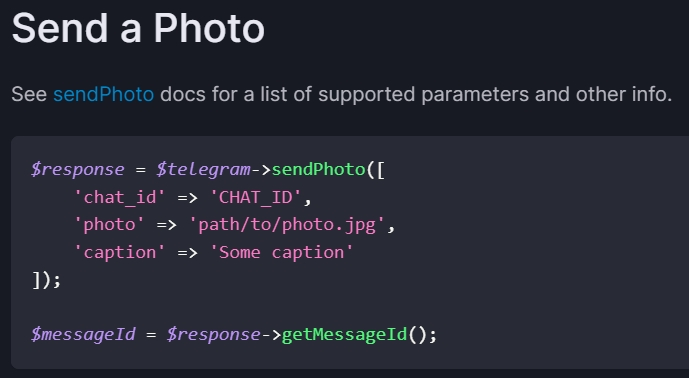 Send a Photo
See sendPhoto docs for a list of supported parameters and other info.
$response = $telegram->sendPhoto([
    'chat_id' => 'CHAT_ID',
    'photo' => 'path/to/photo.jpg',
    'caption' => 'Some caption'
]);
$messageId = $response->getMessageId();